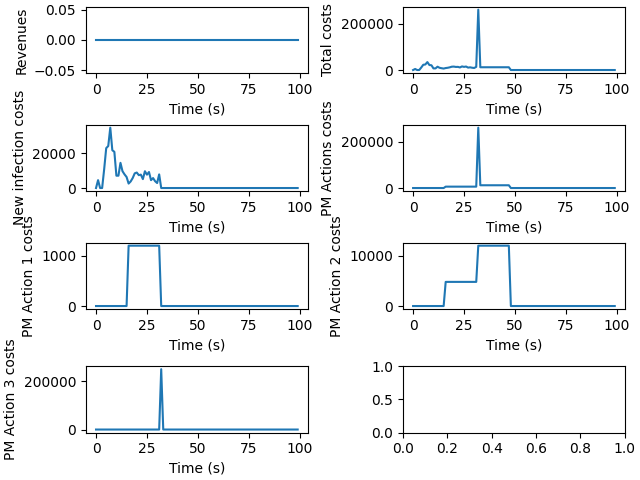 Revenues
0.05
0.00
−0.05
0 25 50 75 100
Time (s)
Total costs
200000
0
0 25 50 75 100
Time (s)
New infection costs
20000
0
0 25 50 75 100
Time (s)
PM Actions costs
200000
0
0 25 50 75 100
Time (s)
PM Action 1 costs
1000
0
0 25 50 75 100
Time (s)
PM Action 2 costs
10000
0
0 25 50 75 100
Time (s)
PM Action 3 costs
200000
0
0 25 50 75 100
Time (s)
1.0
0.5
0.0
0.0 0.2 0.4 0.6 0.8 1.0